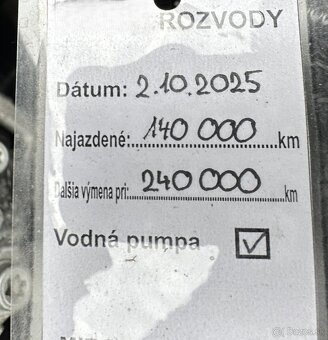 ROZVODY
Dátum: 2.10.2025
Najazdené: 140 000 km
Ďalšia výmena pri: 240 000 km
Vodná pumpa ☑